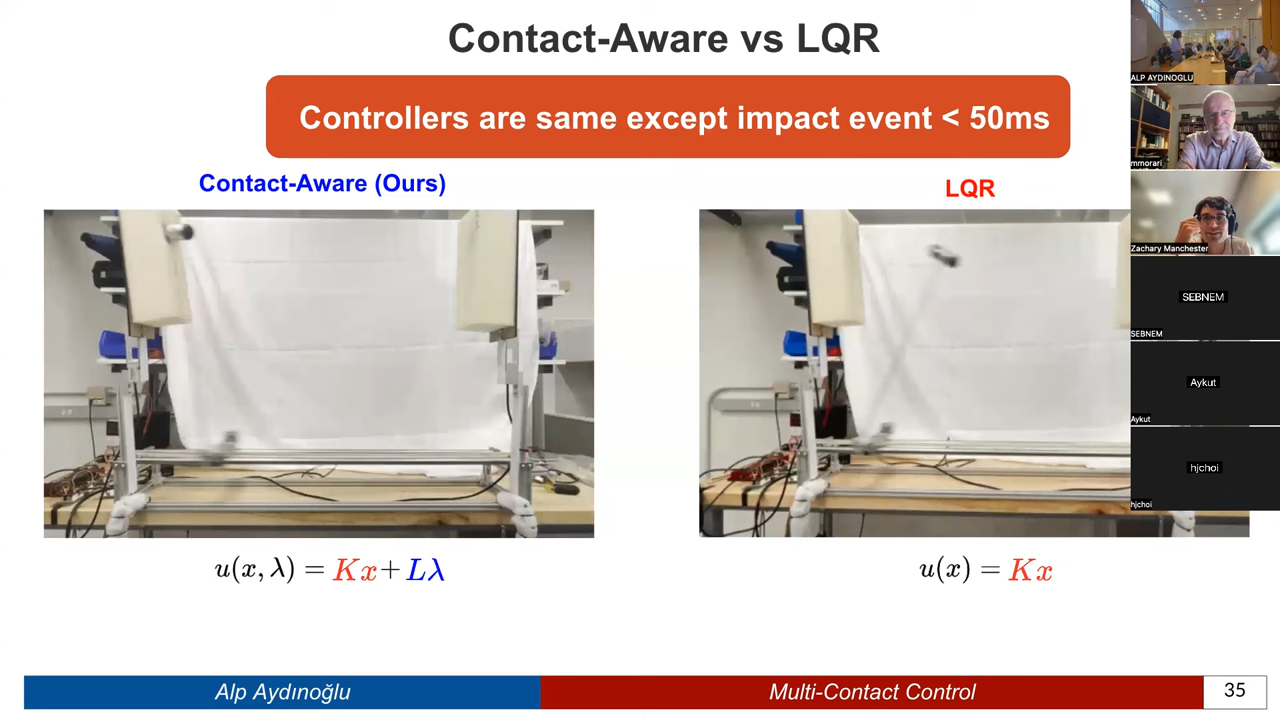 Contact-Aware vs LQR
Controllers are same except impact event < 50ms
Contact-Aware (Ours)
LQR
u(x, λ) = Kx+Lλ
u(x) = Kx
Alp Aydınoğlu
Multi-Contact Control
35
ALP AYDINOGLU
mmorari
Zachary Manchester
SEBNEM
SEBNEM
Aykut
Aykut
hjchoi
hjchoi